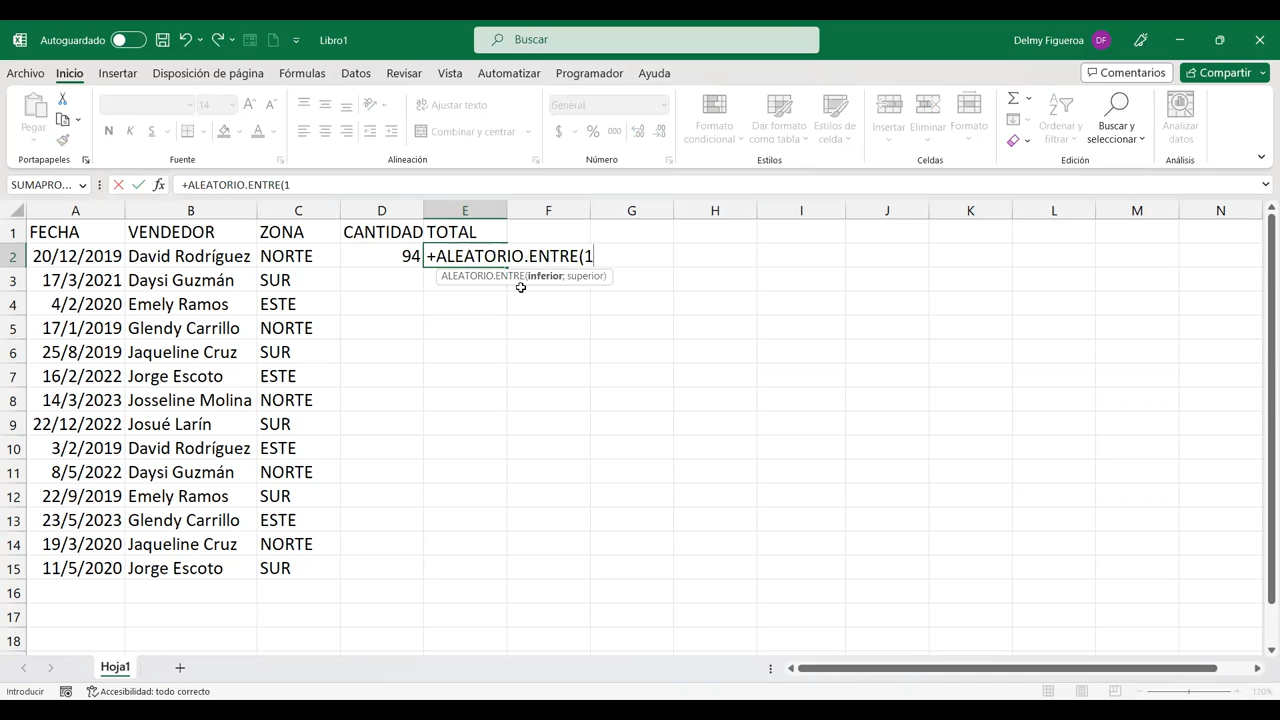 Autoguardado
Libro1
Buscar
Delmy Figueroa
DF
Archivo Inicio Insertar Disposición de página Fórmulas Datos Revisar Vista Automatizar Programador Ayuda
Comentarios
Compartir
Pegar
14
Ajustar texto
Combinar y centrar
General
Formato condicional
Dar formato como tabla
Estilos de celda
Insertar
Eliminar
Formato
Ordenar y filtrar
Buscar y seleccionar
Analizar datos
N K S
$ % 000
Portapapeles
Fuente
Alineación
Número
Estilos
Celdas
Edición
Análisis
SUMAPRO...
fx
+ALEATORIO.ENTRE(1
A B C D E F G H I J K L M N
1 FECHA VENDEDOR ZONA CANTIDAD TOTAL
2 20/12/2019 David Rodríguez NORTE 94 +ALEATORIO.ENTRE(1
ALEATORIO.ENTRE(inferior; superior)
3 17/3/2021 Daysi Guzmán SUR
4 4/2/2020 Emely Ramos ESTE
5 17/1/2019 Glendy Carrillo NORTE
6 25/8/2019 Jaqueline Cruz SUR
7 16/2/2022 Jorge Escoto ESTE
8 14/3/2023 Josseline Molina NORTE
9 22/12/2022 Josué Larín SUR
10 3/2/2019 David Rodríguez ESTE
11 8/5/2022 Daysi Guzmán NORTE
12 22/9/2019 Emely Ramos SUR
13 23/5/2023 Glendy Carrillo ESTE
14 19/3/2020 Jaqueline Cruz NORTE
15 11/5/2020 Jorge Escoto SUR
16
17
18
Hoja1
Introducir
Accesibilidad: todo correcto
120%